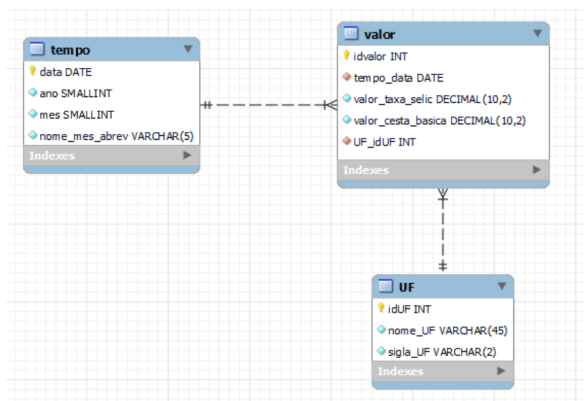 tempo
data DATE
ano SMALLINT
mes SMALLINT
nome_mes_abrev VARCHAR(5)
Indexes
valor
idvalor INT
tempo_data DATE
valor_taxa_selic DECIMAL(10,2)
valor_cesta_basica DECIMAL(10,2)
UF_idUF INT
Indexes
UF
idUF INT
nome_UF VARCHAR(45)
sigla_UF VARCHAR(2)
Indexes